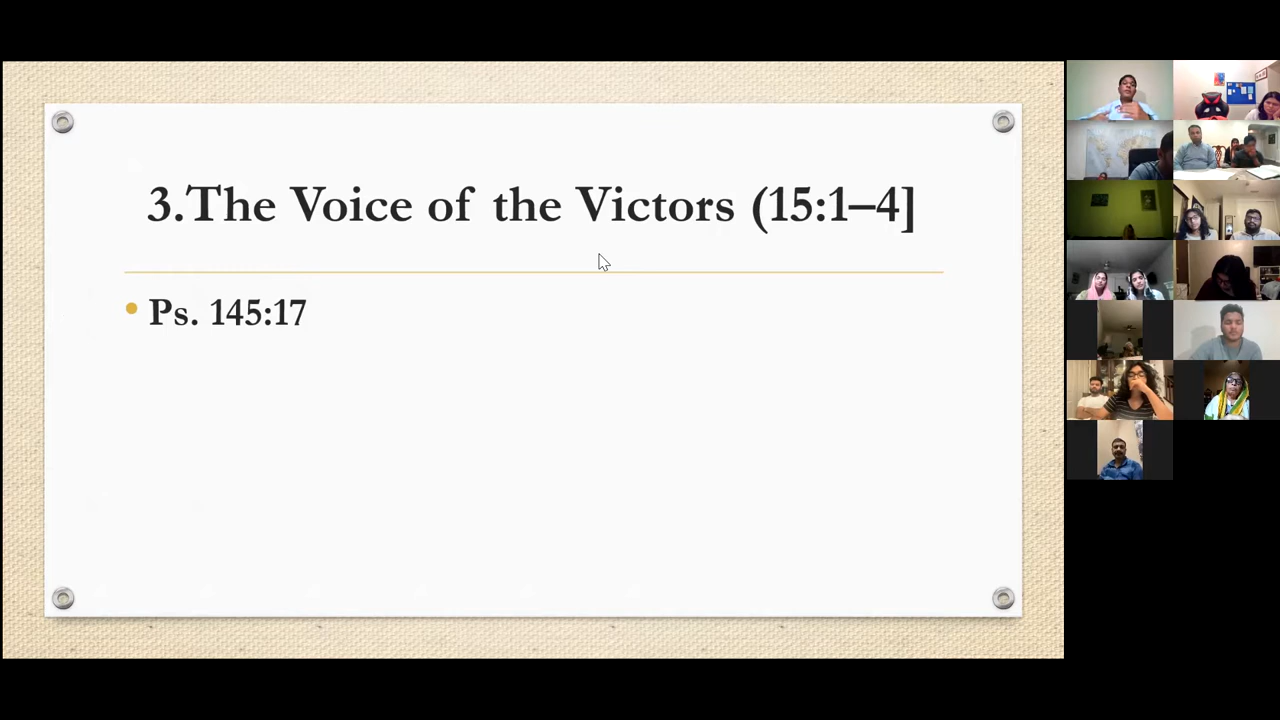 3.The Voice of the Victors (15:1–4]
Ps. 145:17